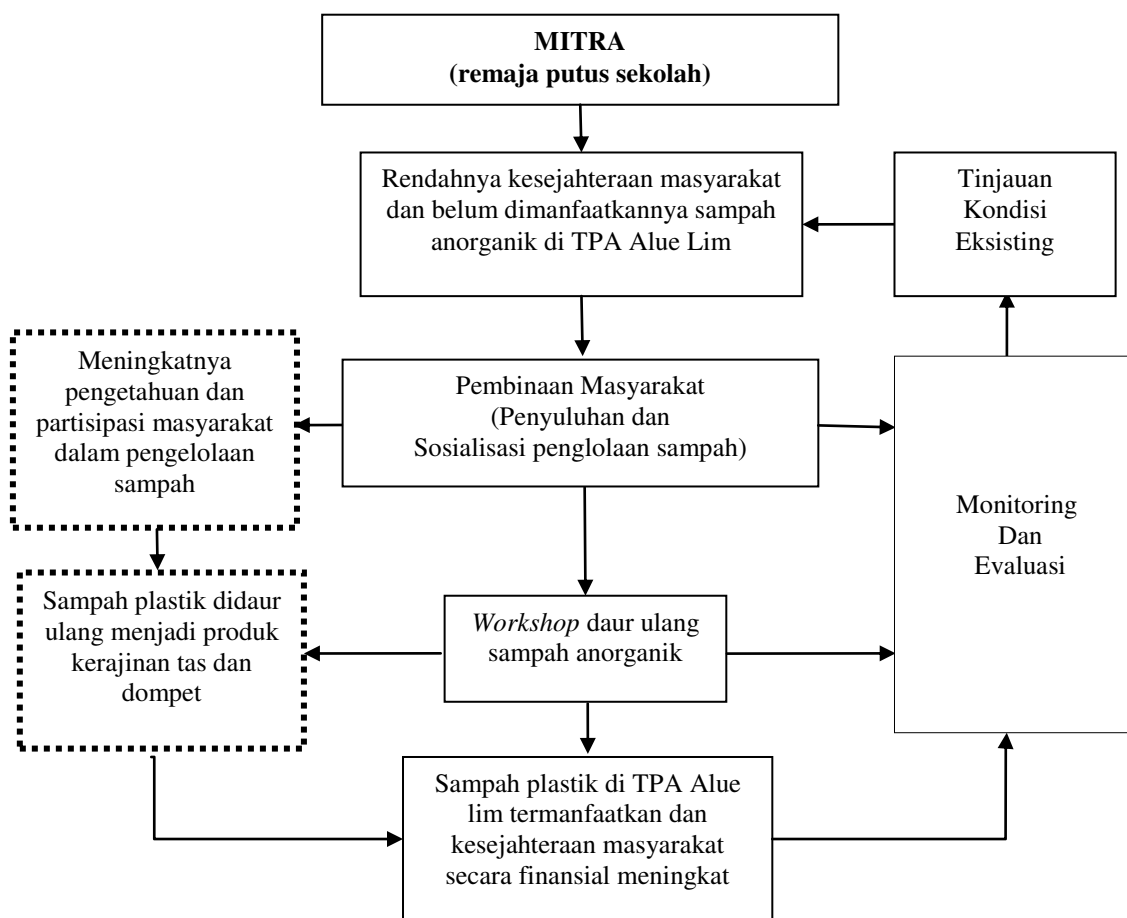 MITRA
(remaja putus sekolah)
Rendahnya kesejahteraan masyarakat
dan belum dimanfaatkannya sampah
anorganik di TPA Alue Lim
Tinjauan
Kondisi
Eksisting
Meningkatnya
pengetahuan dan
partisipasi masyarakat
dalam pengelolaan
sampah
Pembinaan Masyarakat
(Penyuluhan dan
Sosialisasi penglolaan sampah)
Monitoring
Dan
Evaluasi
Sampah plastik didaur
ulang menjadi produk
kerajinan tas dan
dompet
Workshop daur ulang
sampah anorganik
Sampah plastik di TPA Alue
lim termanfaatkan dan
kesejahteraan masyarakat
secara finansial meningkat